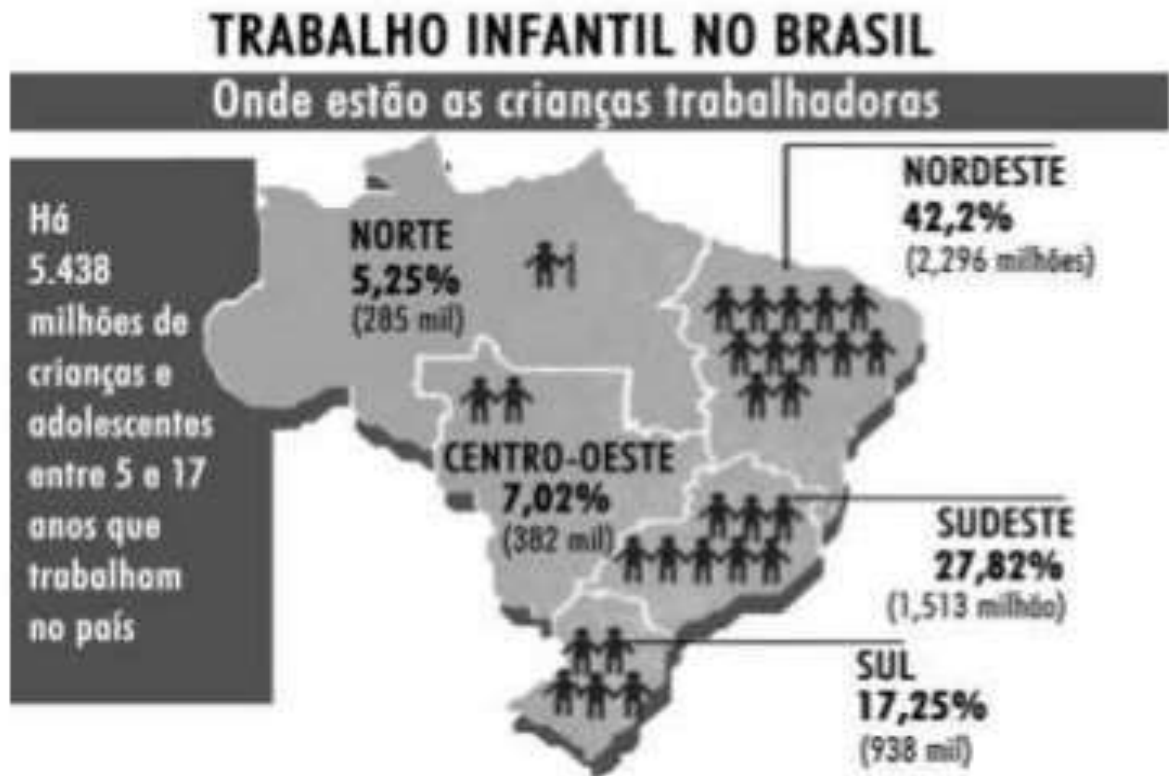 TRABALHO INFANTIL NO BRASIL
Onde estão as crianças trabalhadoras
Há
5.438
milhões de
crianças e
adolescentes
entre 5 e 17
anos que
trabalham
no país
NORTE
5,25%
(285 mil)
NORDESTE
42,2%
(2,296 milhões)
CENTRO-OESTE
7,02%
(382 mil)
SUDESTE
27,82%
(1,513 milhão)
SUL
17,25%
(938 mil)